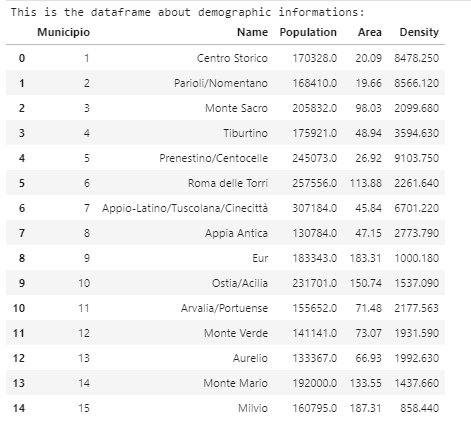 This is the dataframe about demographic informations:
Municipio Name Population Area Density
0 1 Centro Storico 170328.0 20.09 8478.250
1 2 Parioli/Nomentano 168410.0 19.66 8566.120
2 3 Monte Sacro 205832.0 98.03 2099.680
3 4 Tiburtino 175921.0 48.94 3594.630
4 5 Prenestino/Centocelle 245073.0 26.92 9103.750
5 6 Roma delle Torri 257556.0 113.88 2261.640
6 7 Appio-Latino/Tuscolana/Cinecittà 307184.0 45.84 6701.220
7 8 Appia Antica 130784.0 47.15 2773.790
8 9 Eur 183343.0 183.31 1000.180
9 10 Ostia/Acilia 231701.0 150.74 1537.090
10 11 Arvalia/Portuense 155652.0 71.48 2177.563
11 12 Monte Verde 141141.0 73.07 1931.590
12 13 Aurelio 133367.0 66.93 1992.630
13 14 Monte Mario 192000.0 133.55 1437.660
14 15 Milvio 160795.0 187.31 858.440